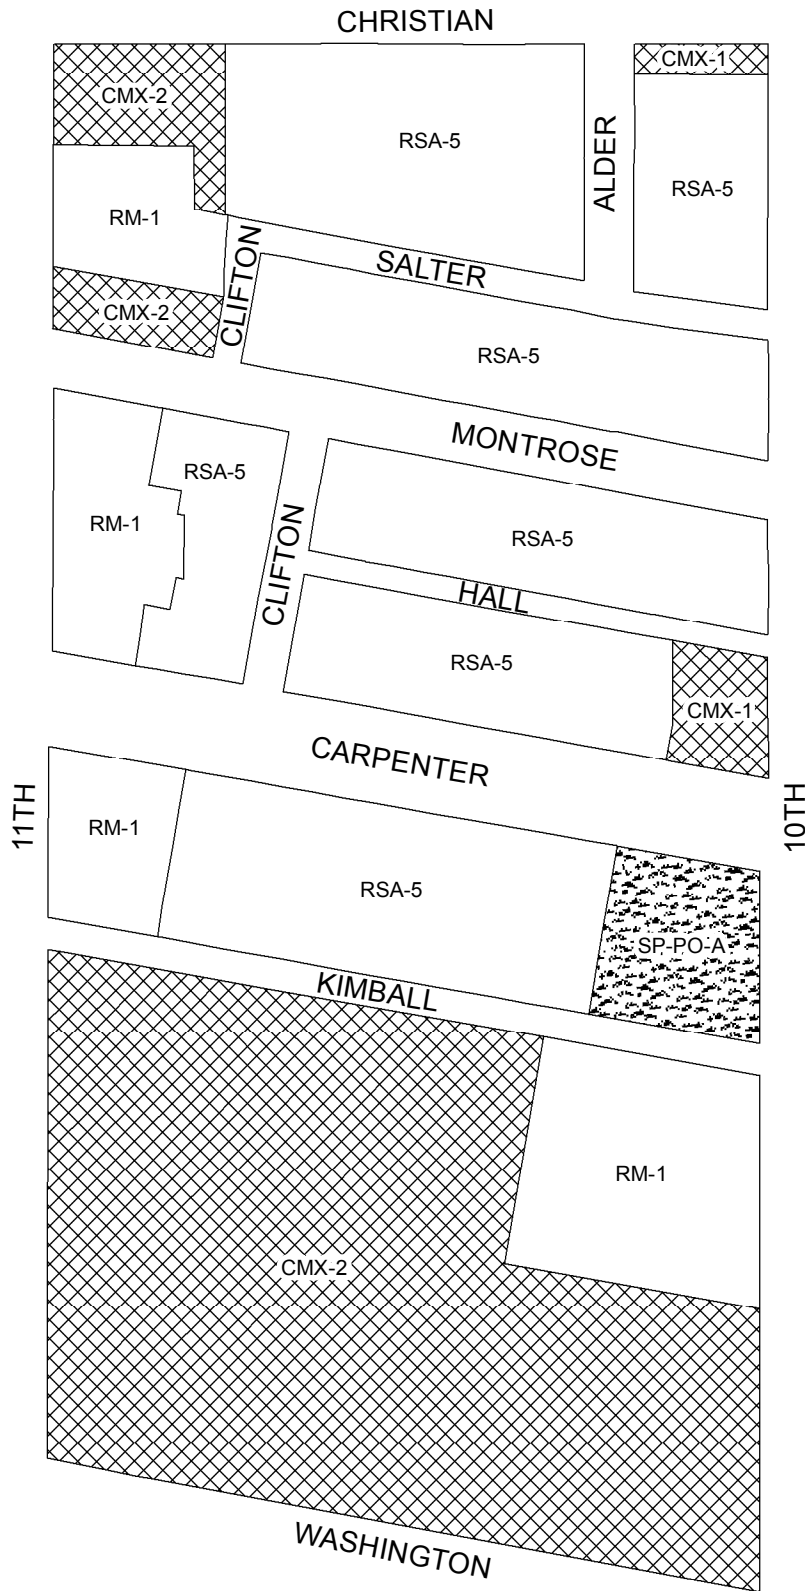 CHRISTIAN
CMX-1
CMX-2
RSA-5
ALDER
RSA-5
RM-1
CLIFTON
SALTER
CMX-2
RSA-5
MONTROSE
RSA-5
RM-1
CLIFTON
RSA-5
HALL
RSA-5
CMX-1
CARPENTER
11TH
10TH
RM-1
RSA-5
SP-PO-A
KIMBALL
RM-1
CMX-2
WASHINGTON